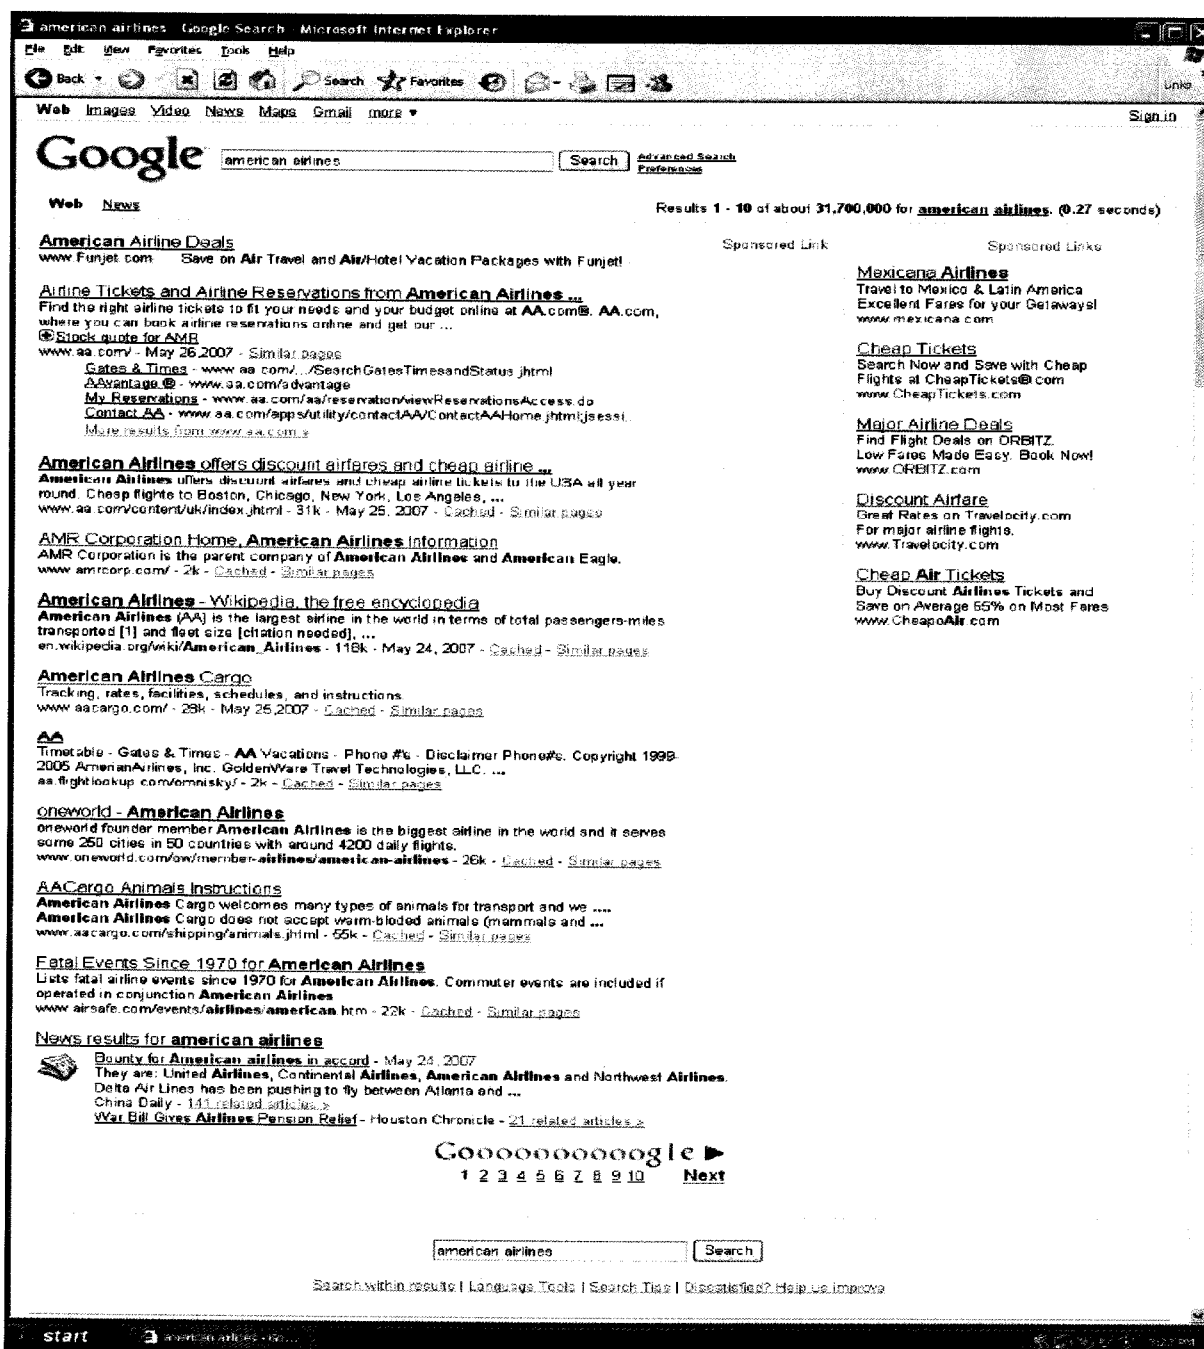 american airlines - Google Search - Microsoft Internet Explorer
File Edit View Favorites Tools Help
Back Search Favorites
Links
Web Images Video News Maps Gmail more ▼
Sign in
Google american airlines Search Advanced Search
Preferences
Web News
Results 1 - 10 of about 31,700,000 for american airlines. (0.27 seconds)
American Airline Deals
www.Funjet.com Save on Air Travel and Air/Hotel Vacation Packages with Funjet!
Sponsored Link
Airline Tickets and Airline Reservations from American Airlines ...
Find the right airline tickets to fit your needs and your budget online at AA.com®. AA.com,
where you can book airline reservations online and get our ...
Stock quote for AMR
www.aa.com/ - May 26,2007 - Similar pages
Gates & Times - www.aa.com/.../SearchGatesTimesandStatus.jhtml
AAvantage ® - www.aa.com/advantage
My Reservations - www.aa.com/aa/reservation/viewReservationsAccess.do
Contact AA - www.aa.com/apps/utility/contactAA/ContactAAHome.jhtml;jsessi..
More results from www.aa.com »
American Airlines offers discount airfares and cheap airline ...
American Airlines offers discount airfares and cheap airline tickets to the USA all year
round. Cheap flights to Boston, Chicago, New York, Los Angeles, ...
www.aa.com/content/uk/index.jhtml - 31k - May 25, 2007 - Cached - Similar pages
AMR Corporation Home, American Airlines Information
AMR Corporation is the parent company of American Airlines and American Eagle.
www.amrcorp.com/ - 2k - Cached - Similar pages
American Airlines - Wikipedia, the free encyclopedia
American Airlines (AA) is the largest airline in the world in terms of total passengers-miles
transported [1] and fleet size [citation needed], ...
en.wikipedia.org/wiki/American_Airlines - 118k - May 24, 2007 - Cached - Similar pages
American Airlines Cargo
Tracking, rates, facilities, schedules, and instructions.
www.aacargo.com/ - 28k - May 25,2007 - Cached - Similar pages
AA
Timetable - Gates & Times - AA Vacations - Phone #'s - Disclaimer Phone#s. Copyright 1999-
2005 AmerianAirlines, Inc. GoldenWare Travel Technologies, LLC. ...
aa.flightlookup.com/omnisky/ - 2k - Cached - Similar pages
oneworld - American Airlines
oneworld founder member American Airlines is the biggest airline in the world and it serves
some 250 cities in 50 countries with around 4200 daily flights.
www.oneworld.com/ow/member-airlines/american-airlines - 26k - Cached - Similar pages
AACargo Animals Instructions
American Airlines Cargo welcomes many types of animals for transport and we ....
American Airlines Cargo does not accept warm-bloded animals (mammals and ...
www.aacargo.com/shipping/animals.jhtml - 55k - Cached - Similar pages
Fatal Events Since 1970 for American Airlines
Lists fatal airline events since 1970 for American Airlines. Commuter events are included if
operated in conjunction American Airlines
www.airsafe.com/events/airlines/american.htm - 22k - Cached - Similar pages
News results for american airlines
Bounty for American airlines in accord - May 24, 2007
They are: United Airlines, Continental Airlines, American Airlines and Northwest Airlines.
Delta Air Lines has been pushing to fly between Atlanta and ...
China Daily - 141 related articles >
War Bill Gives Airlines Pension Relief - Houston Chronicle - 21 related articles >
Sponsored Links
Mexicana Airlines
Travel to Mexico & Latin America
Excellent Fares for your Getaways!
www.mexicana.com
Cheap Tickets
Search Now and Save with Cheap
Flights at CheapTickets®.com
www.CheapTickets.com
Major Airline Deals
Find Flight Deals on ORBITZ.
Low Fares Made Easy. Book Now!
www.ORBITZ.com
Discount Airfare
Great Rates on Travelocity.com
For major airline flights.
www.Travelocity.com
Cheap Air Tickets
Buy Discount Airlines Tickets and
Save on Average 65% on Most Fares
www.CheapoAir.com
Goooooooooogle ►
1 2 3 4 5 6 7 8 9 10 Next
american airlines Search
Search within results | Language Tools | Search Tips | Dissatisfied? Help us improve
start american airlines - Go...